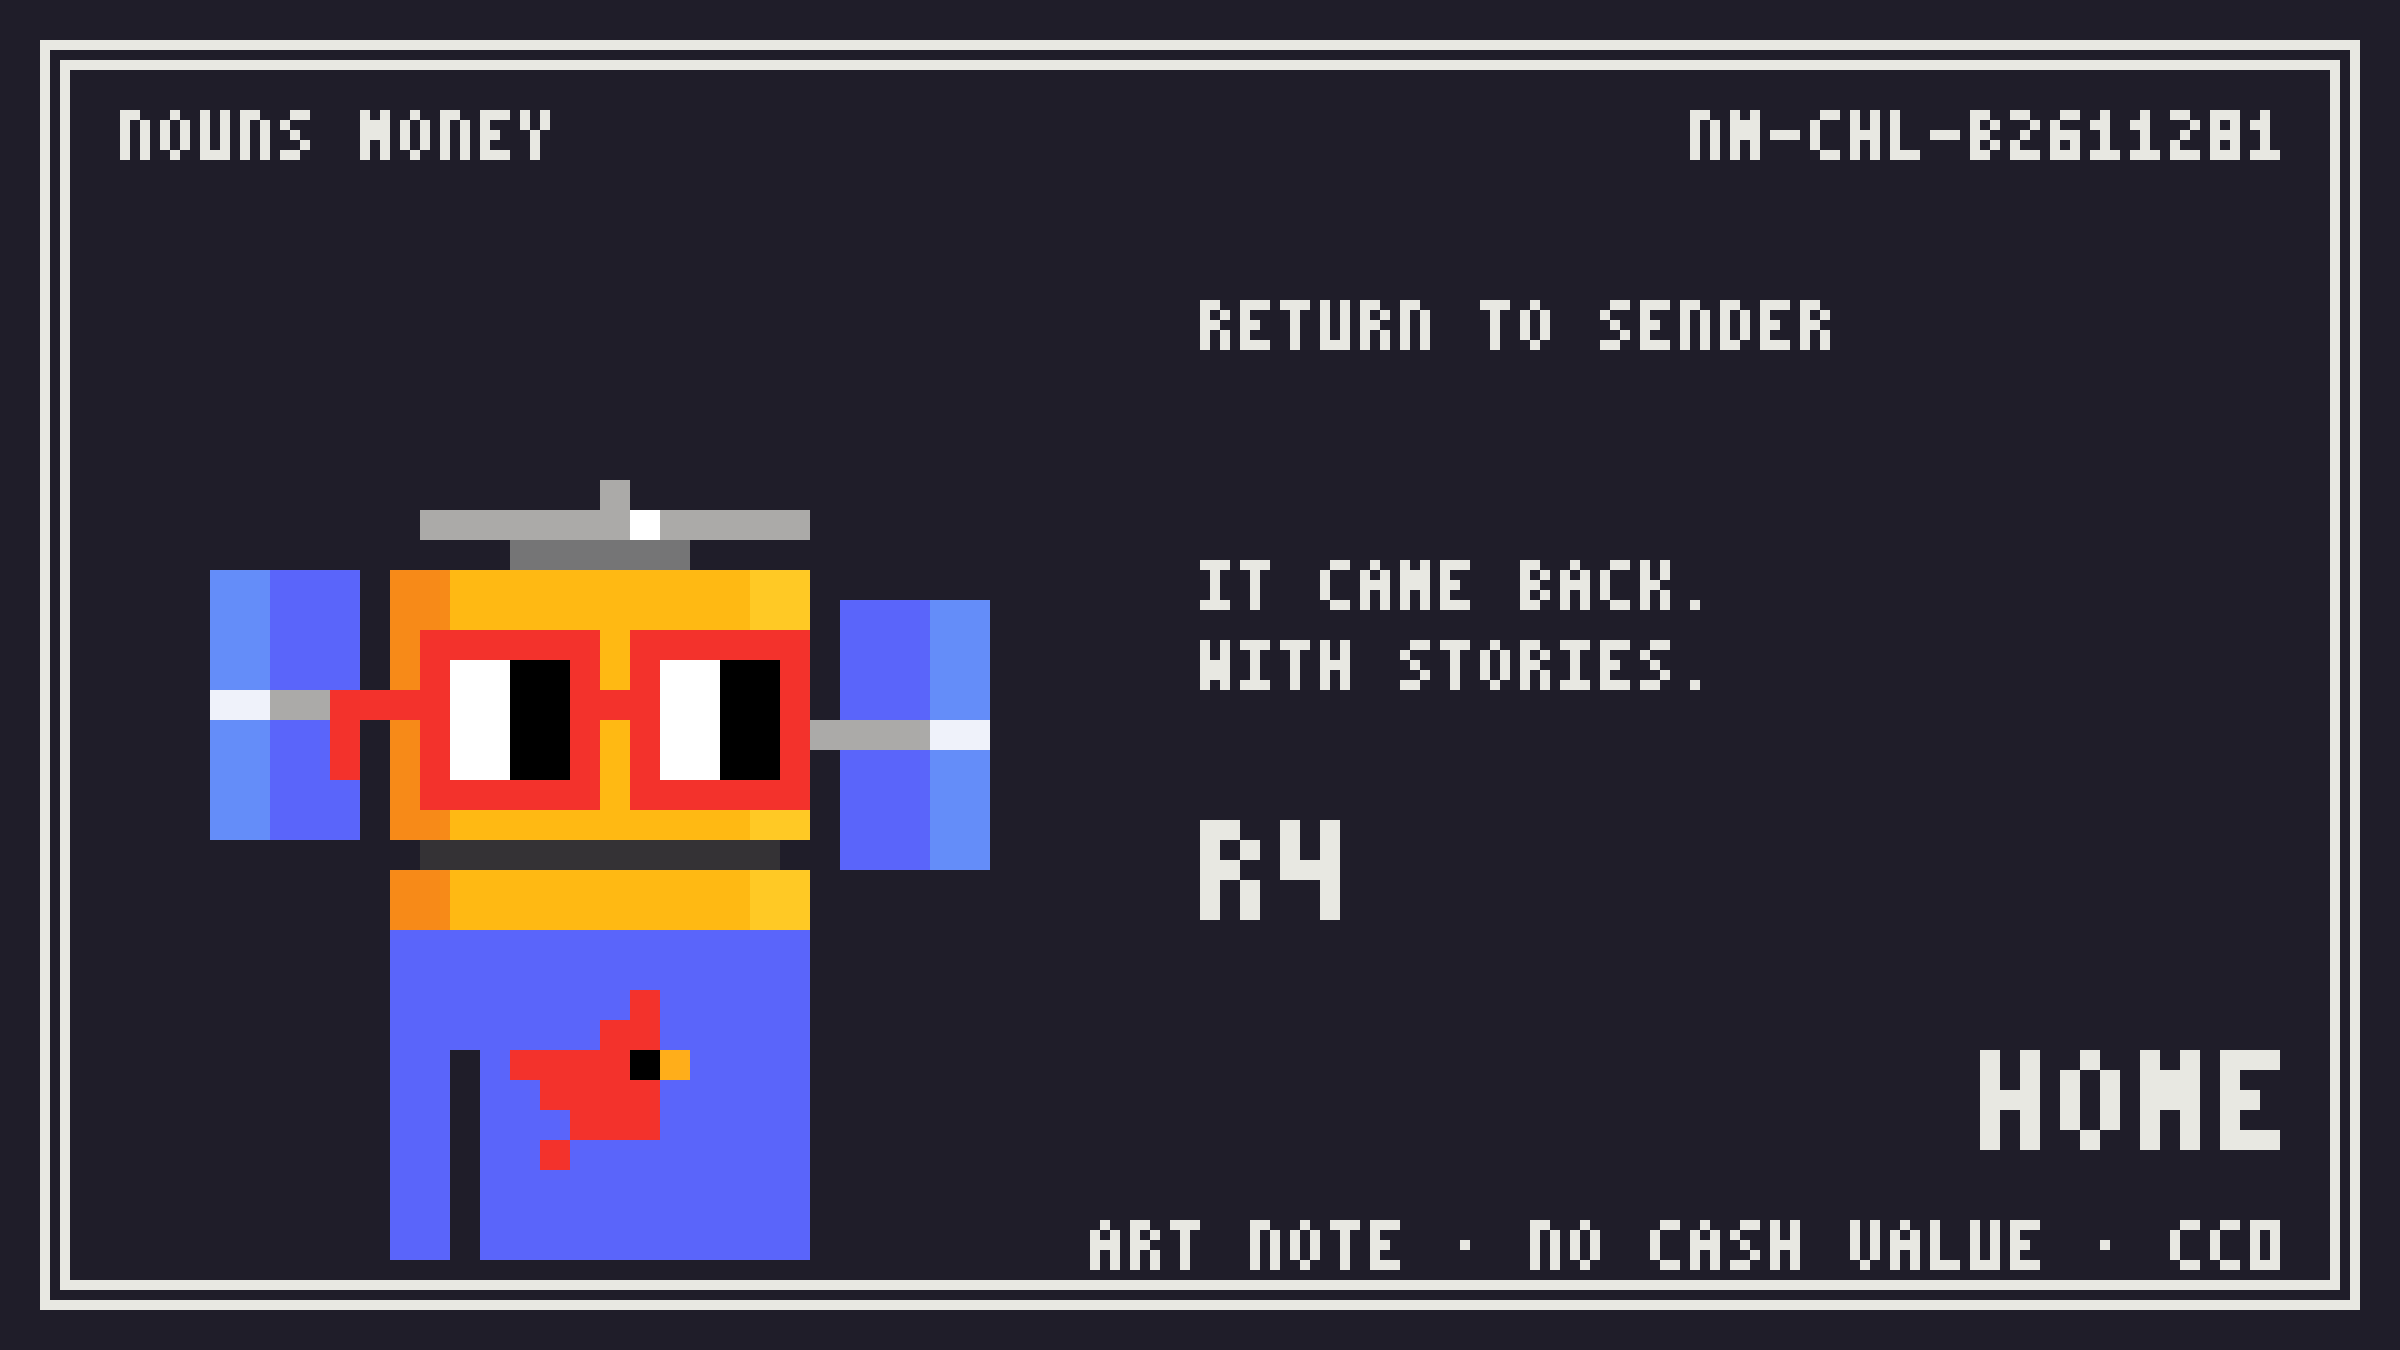 NOUNS MONEY
NM-CHL-B2611281
RETURN TO SENDER
IT CAME BACK.
WITH STORIES.
R4
HOME
ART NOTE · NO CASH VALUE · CC0